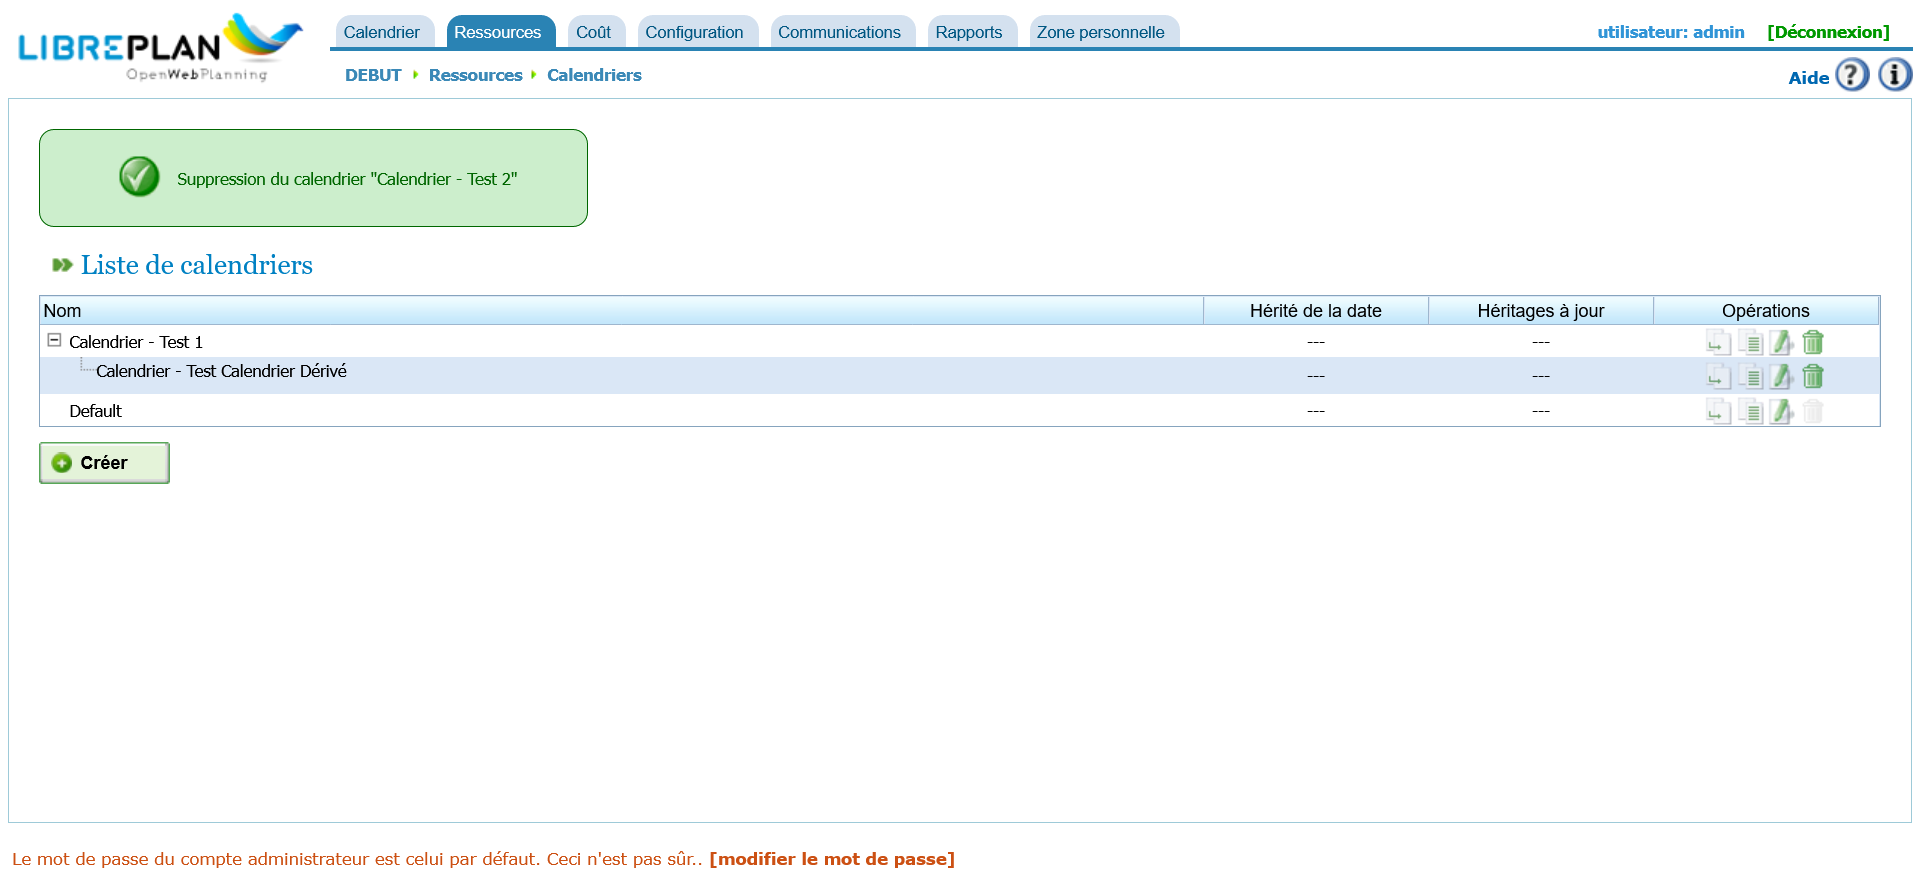 LIBREPLAN
OpenWebPlanning
Calendrier Ressources Coût Configuration Communications Rapports Zone personnelle
utilisateur: admin [Déconnexion]
DEBUT Ressources Calendriers
Aide
Suppression du calendrier "Calendrier - Test 2"
Liste de calendriers
Nom Hérité de la date Héritages à jour Opérations
Calendrier - Test 1 --- ---
Calendrier - Test Calendrier Dérivé --- ---
Default --- ---
Créer
Le mot de passe du compte administrateur est celui par défaut. Ceci n'est pas sûr.. [modifier le mot de passe]